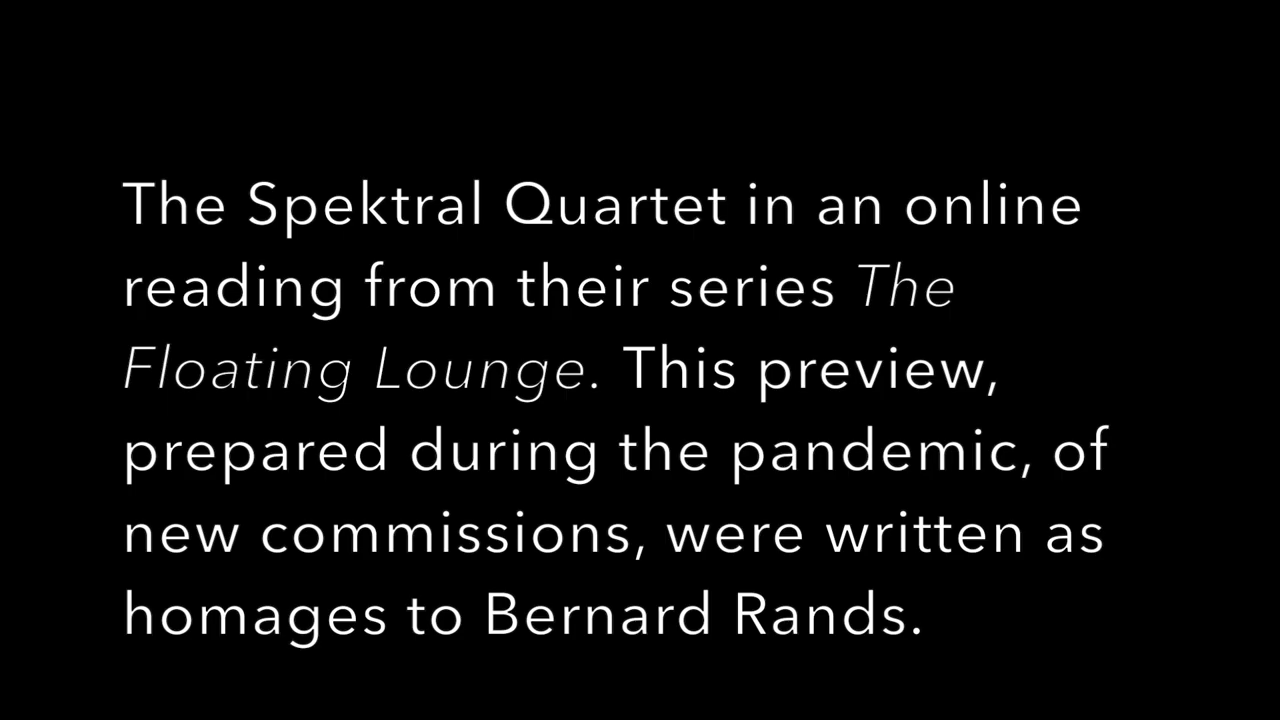 The Spektral Quartet in an online
reading from their series The
Floating Lounge. This preview,
prepared during the pandemic, of
new commissions, were written as
homages to Bernard Rands.